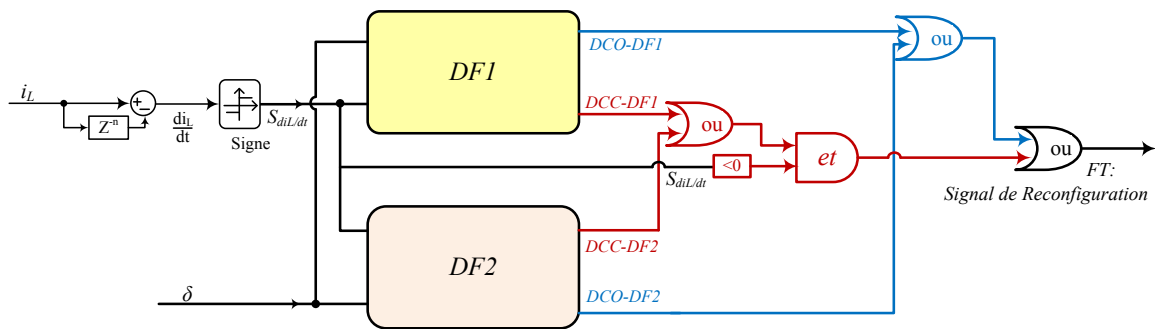 i_L
+
−
Z⁻ⁿ
di_L
dt
Signe
S_diL/dt
DF1
DF2
δ
DCO-DF1
DCC-DF1
ou
S_diL/dt
<0
et
DCC-DF2
DCO-DF2
ou
ou
FT:
Signal de Reconfiguration